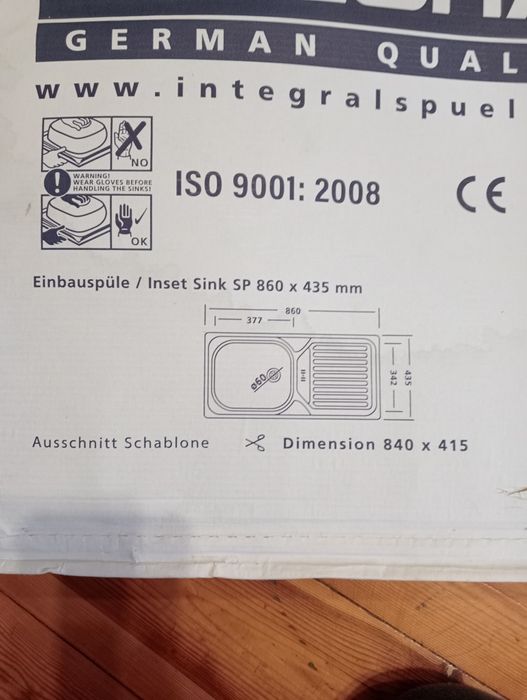 GERMAN QUAL
www.integralspuel
NO
WARNING!
WEAR GLOVES BEFORE
HANDLING THE SINKS!
OK
ISO 9001: 2008
CE
Einbauspüle / Inset Sink SP 860 x 435 mm
860
377
ø60
342
435
Ausschnitt Schablone Dimension 840 x 415